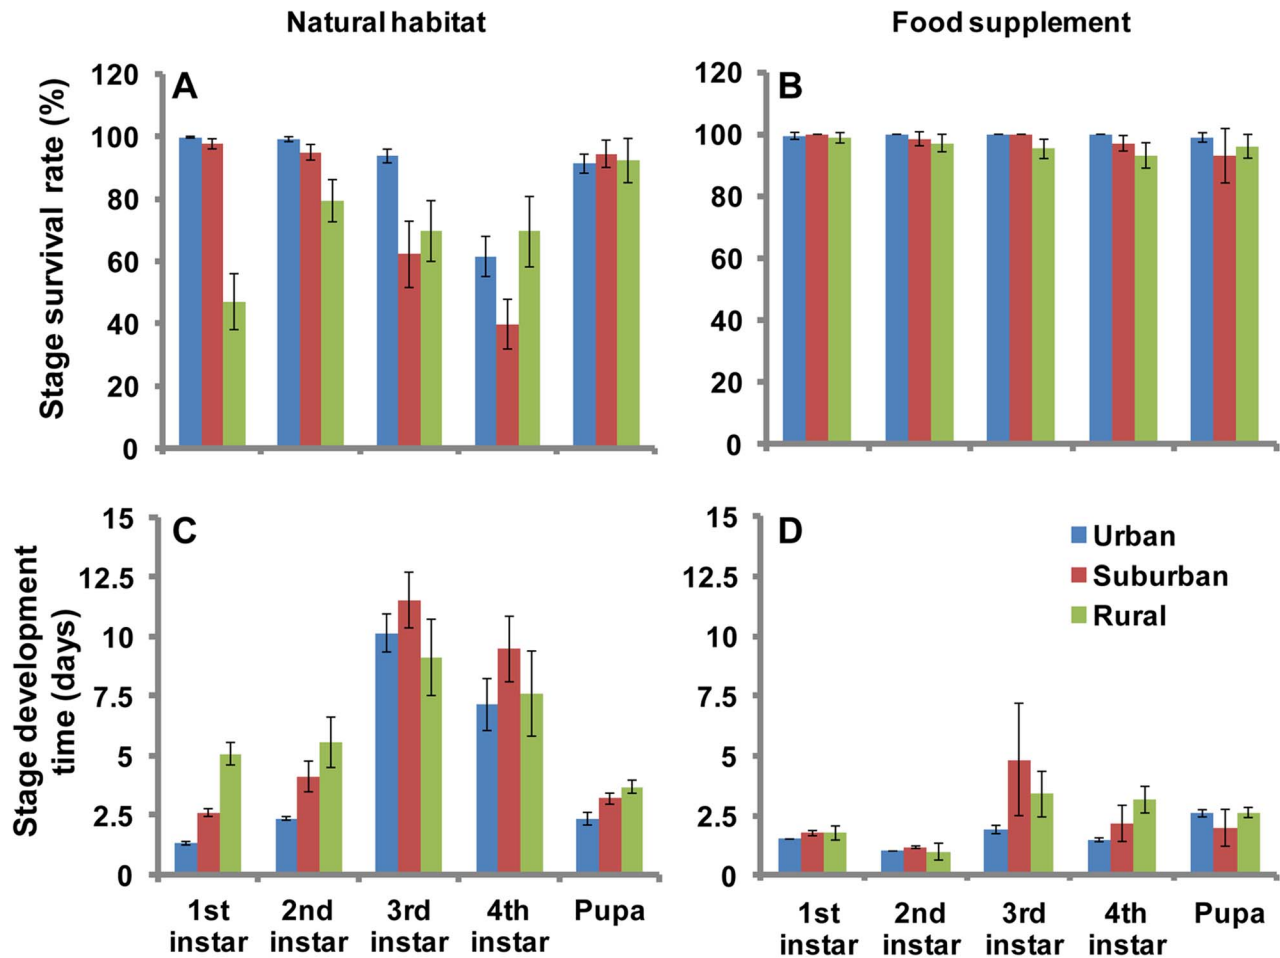 Natural habitat
Food supplement
A
B
Stage survival rate (%)
120
100
80
60
40
20
0
120
100
80
60
40
20
0
C
D
Stage development
time (days)
15
12.5
10
7.5
5
2.5
0
15
12.5
10
7.5
5
2.5
0
Urban
Suburban
Rural
1st
instar
2nd
instar
3rd
instar
4th
instar
Pupa
1st
instar
2nd
instar
3rd
instar
4th
instar
Pupa